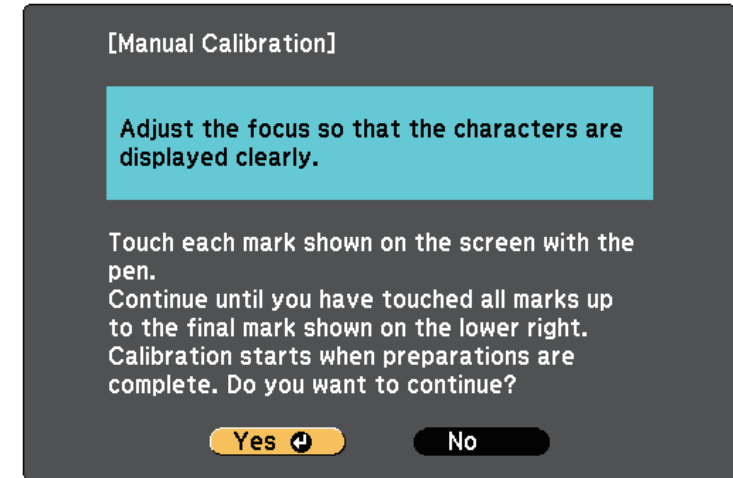 [Manual Calibration]
Adjust the focus so that the characters are
displayed clearly.
Touch each mark shown on the screen with the
pen.
Continue until you have touched all marks up
to the final mark shown on the lower right.
Calibration starts when preparations are
complete. Do you want to continue?
Yes No